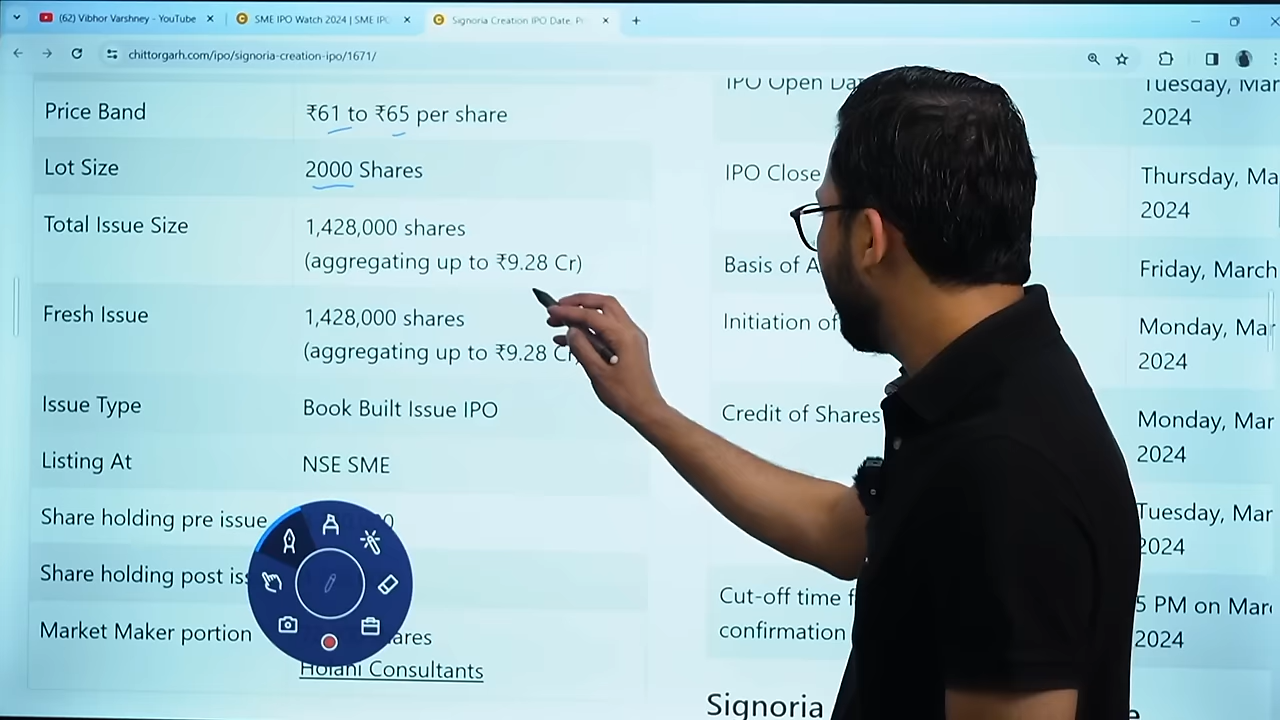 (62) Vibhor Varshney - YouTube
SME IPO Watch 2024 | SME IPO
Signoria Creation IPO Date, Pr
chittorgarh.com/ipo/signoria-creation-ipo/1671/
Price Band ₹61 to ₹65 per share
Lot Size 2000 Shares
Total Issue Size 1,428,000 shares
(aggregating up to ₹9.28 Cr)
Fresh Issue 1,428,000 shares
(aggregating up to ₹9.28 Cr
Issue Type Book Built Issue IPO
Listing At NSE SME
Share holding pre issue
Share holding post iss
Market Maker portion ares
Holani Consultants
IPO Open Da Tuesday, Mar
2024
IPO Close Thursday, Ma
2024
Basis of A Friday, March
Initiation of Monday, Mar
2024
Credit of Shares Monday, Mar
2024
Tuesday, Mar
2024
Cut-off time f 5 PM on Marc
confirmation 2024
Signoria